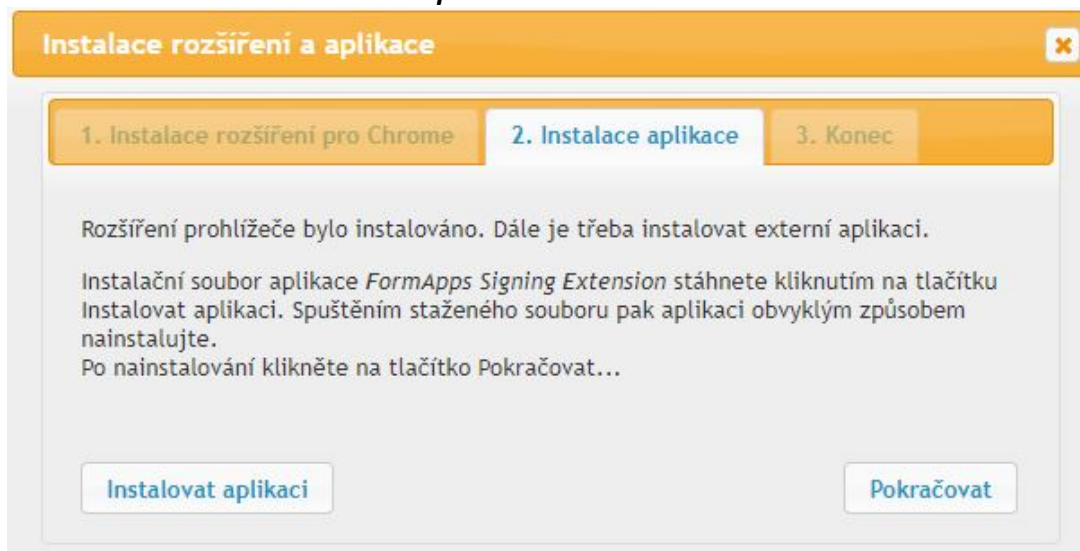 Instalace rozšíření a aplikace
1. Instalace rozšíření pro Chrome 2. Instalace aplikace 3. Konec
Rozšíření prohlížeče bylo instalováno. Dále je třeba instalovat externí aplikaci.
Instalační soubor aplikace FormApps Signing Extension stáhnete kliknutím na tlačítku
Instalovat aplikaci. Spuštěním staženého souboru pak aplikaci obvyklým způsobem
nainstalujte.
Po nainstalování klikněte na tlačítko Pokračovat...
Instalovat aplikaci Pokračovat